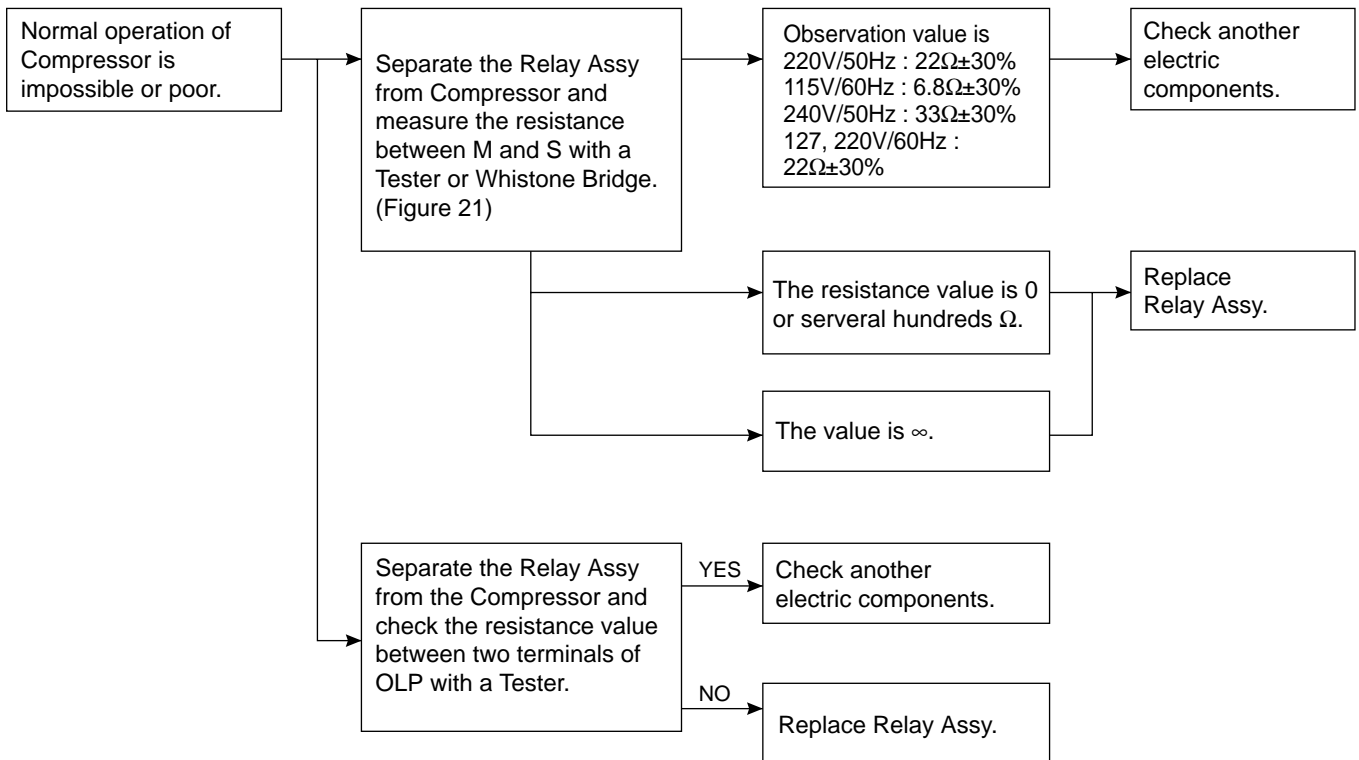 Normal operation of
Compressor is
impossible or poor.
Separate the Relay Assy
from Compressor and
measure the resistance
between M and S with a
Tester or Whistone Bridge.
(Figure 21)
Observation value is
220V/50Hz : 22Ω±30%
115V/60Hz : 6.8Ω±30%
240V/50Hz : 33Ω±30%
127, 220V/60Hz :
22Ω±30%
Check another
electric
components.
The resistance value is 0
or serveral hundreds Ω.
Replace
Relay Assy.
The value is ∞.
Separate the Relay Assy
from the Compressor and
check the resistance value
between two terminals of
OLP with a Tester.
YES
Check another
electric components.
NO
Replace Relay Assy.